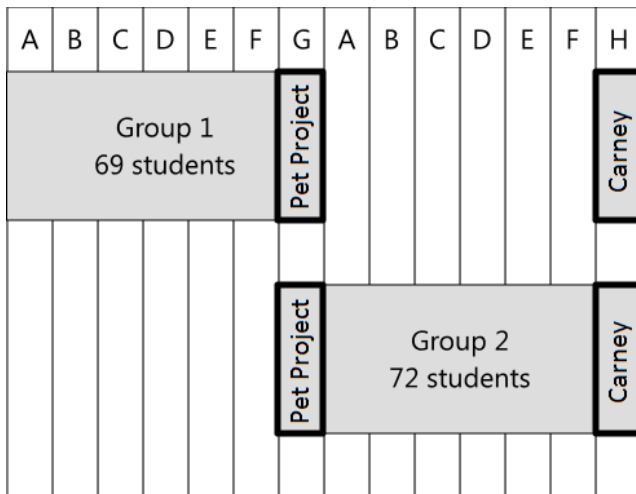 A B C D E F G A B C D E F H
Group 1
69 students
Pet Project
Carney
Pet Project
Group 2
72 students
Carney